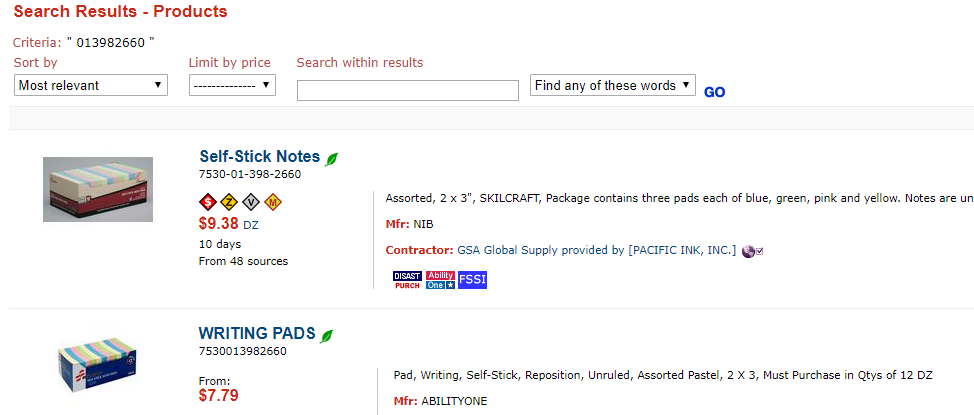 Search Results - Products
Criteria: " 013982660 "
Sort by
Limit by price
Search within results
Most relevant
--------------
Find any of these words
GO
Self-Stick Notes
7530-01-398-2660
$ Z V M
$9.38 DZ
10 days
From 48 sources
Assorted, 2 x 3", SKILCRAFT, Package contains three pads each of blue, green, pink and yellow. Notes are un
Mfr: NIB
Contractor: GSA Global Supply provided by [PACIFIC INK, INC.]
DISAST
PURCH
Ability
One
FSSI
WRITING PADS
7530013982660
From:
$7.79
Pad, Writing, Self-Stick, Reposition, Unruled, Assorted Pastel, 2 X 3, Must Purchase in Qtys of 12 DZ
Mfr: ABILITYONE